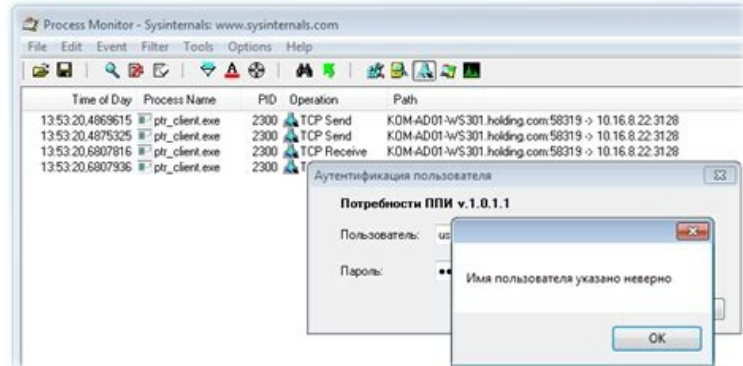 Process Monitor - Sysinternals: www.sysinternals.com
File Edit Event Filter Tools Options Help
Time of Day Process Name PID Operation Path
13:53:20,4869615 ptr_client.exe 2300 TCP Send KOM-AD01-WS301.holding.com:58319 -> 10.16.8.22:3128
13:53:20,4875325 ptr_client.exe 2300 TCP Send KOM-AD01-WS301.holding.com:58319 -> 10.16.8.22:3128
13:53:20,6807816 ptr_client.exe 2300 TCP Receive KOM-AD01-WS301.holding.com:58319 -> 10.16.8.22:3128
13:53:20,6807936 ptr_client.exe 2300
Аутентификация пользователя
Потребности ППИ v.1.0.1.1
Пользователь:
Пароль:
Имя пользователя указано неверно
OK